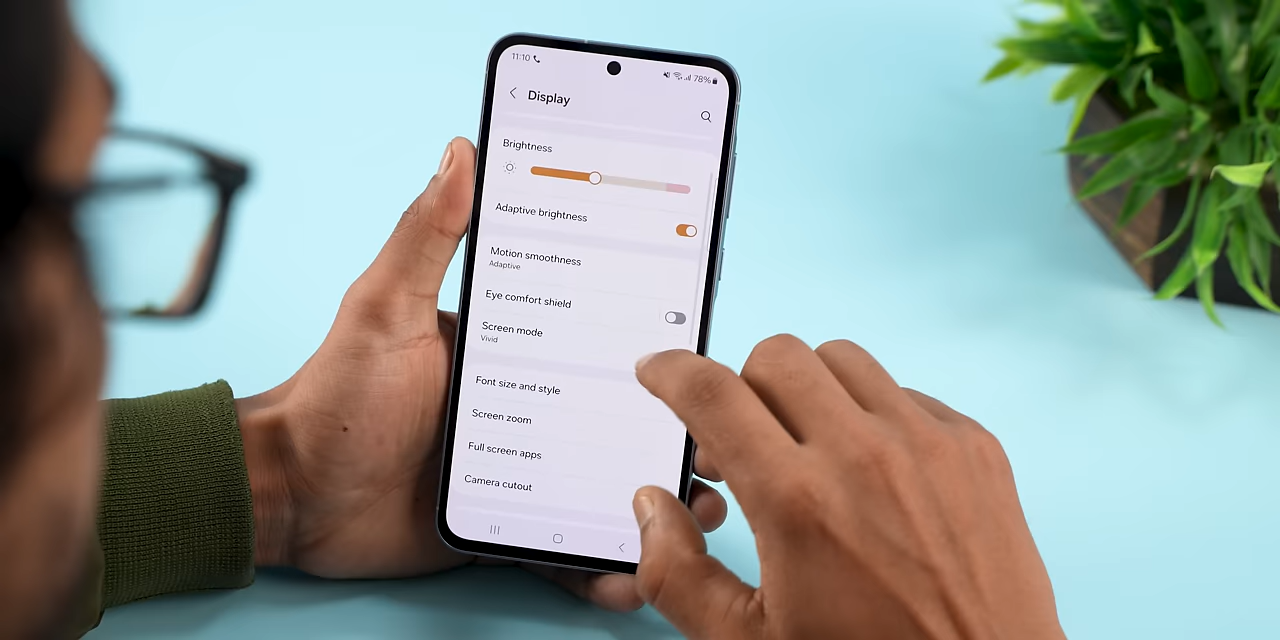 11:10
78%
Display
Brightness
Adaptive brightness
Motion smoothness
Adaptive
Eye comfort shield
Screen mode
Vivid
Font size and style
Screen zoom
Full screen apps
Camera cutout